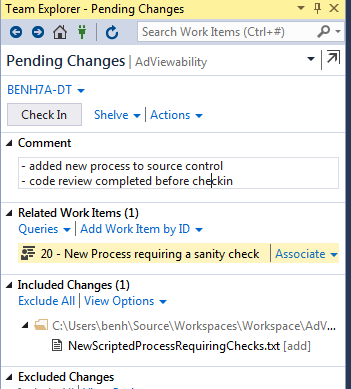 Team Explorer - Pending Changes
Search Work Items (Ctrl+#)
Pending Changes | AdViewability
BENH7A-DT
Check In Shelve Actions
Comment
- added new process to source control
- code review completed before checkin
Related Work Items (1)
Queries Add Work Item by ID
20 - New Process requiring a sanity check Associate
Included Changes (1)
Exclude All View Options
C:\Users\benh\Source\Workspaces\Workspace\AdV...
NewScriptedProcessRequiringChecks.txt [add]
Excluded Changes